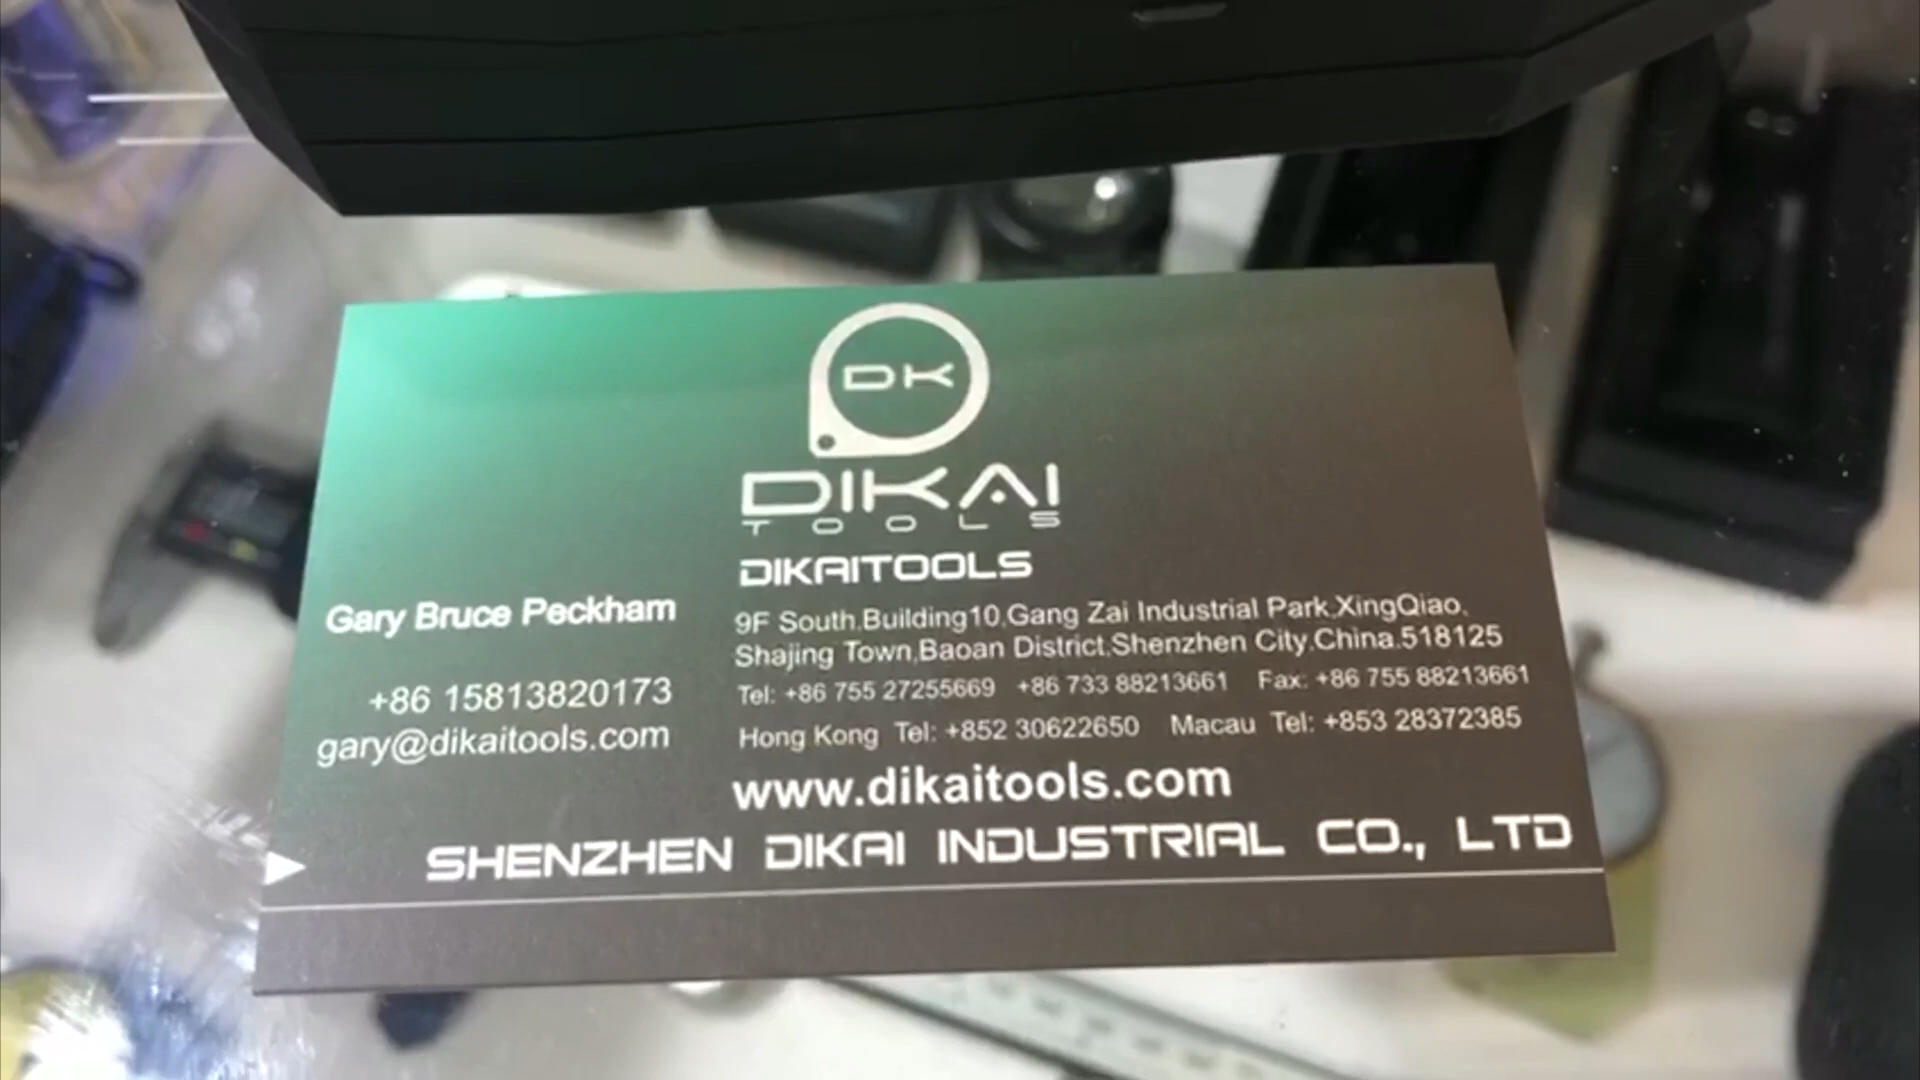 DK
DIKAI
TOOLS
DIKAITOOLS
Gary Bruce Peckham
+86 15813820173
gary@dikaitools.com
9F South,Building10,Gang Zai Industrial Park,XingQiao,
Shajing Town,Baoan District,Shenzhen City,China.518125
Tel: +86 755 27255669 +86 733 88213661 Fax: +86 755 88213661
Hong Kong Tel: +852 30622650 Macau Tel: +853 28372385
www.dikaitools.com
SHENZHEN DIKAI INDUSTRIAL CO., LTD